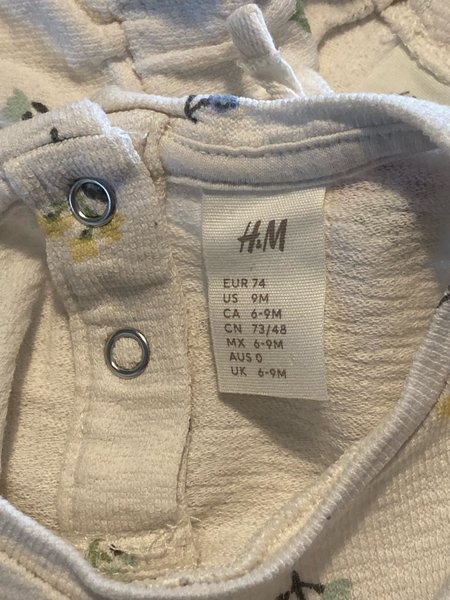 H&M
EUR 74
US 9M
CA 6-9M
CN 73/48
MX 6-9M
AUS 0
UK 6-9M